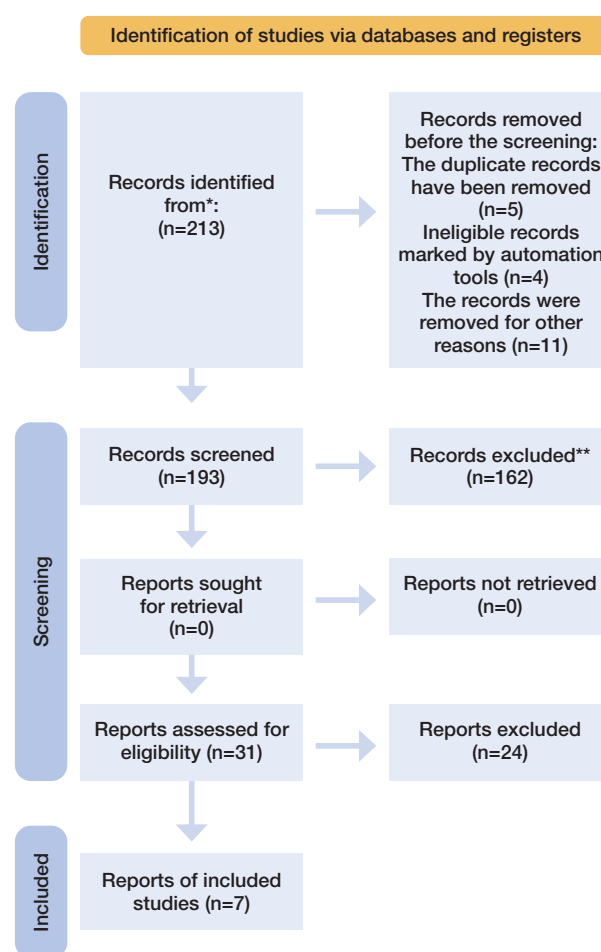 Identification of studies via databases and registers
Identification
Records identified
from*:
(n=213)
Records removed
before the screening:
The duplicate records
have been removed
(n=5)
Ineligible records
marked by automation
tools (n=4)
The records were
removed for other
reasons (n=11)
Screening
Records screened
(n=193)
Records excluded**
(n=162)
Reports sought
for retrieval
(n=0)
Reports not retrieved
(n=0)
Reports assessed for
eligibility (n=31)
Reports excluded
(n=24)
Included
Reports of included
studies (n=7)